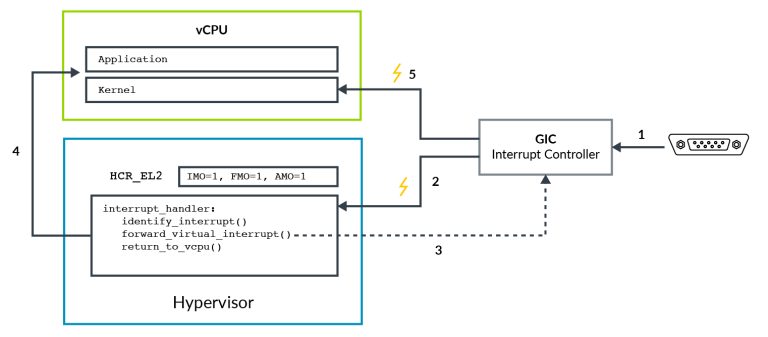 vCPU
Application
Kernel
5
4
GIC
Interrupt Controller
1
HCR_EL2
IMO=1, FMO=1, AMO=1
2
interrupt_handler:
identify_interrupt()
forward_virtual_interrupt()
return_to_vcpu()
3
Hypervisor